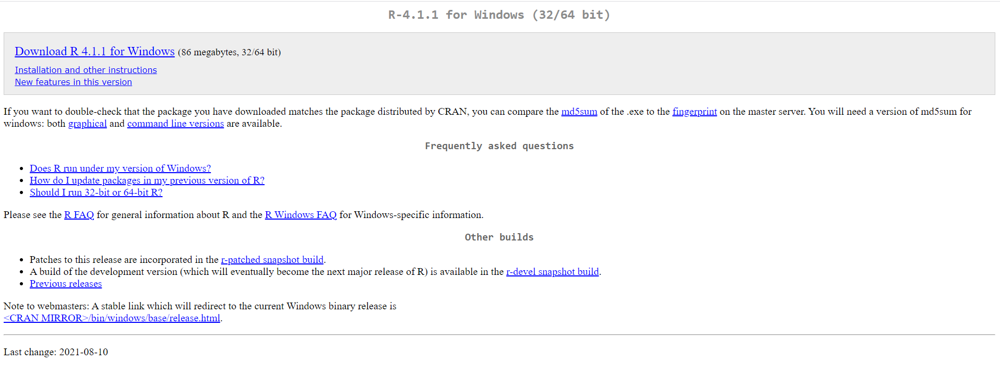 R-4.1.1 for Windows (32/64 bit)
Download R 4.1.1 for Windows (86 megabytes, 32/64 bit)
Installation and other instructions
New features in this version
If you want to double-check that the package you have downloaded matches the package distributed by CRAN, you can compare the md5sum of the .exe to the fingerprint on the master server. You will need a version of md5sum for
windows: both graphical and command line versions are available.
Frequently asked questions
• Does R run under my version of Windows?
• How do I update packages in my previous version of R?
• Should I run 32-bit or 64-bit R?
Please see the R FAQ for general information about R and the R Windows FAQ for Windows-specific information.
Other builds
• Patches to this release are incorporated in the r-patched snapshot build.
• A build of the development version (which will eventually become the next major release of R) is available in the r-devel snapshot build.
• Previous releases
Note to webmasters: A stable link which will redirect to the current Windows binary release is
<CRAN MIRROR>/bin/windows/base/release.html.
Last change: 2021-08-10